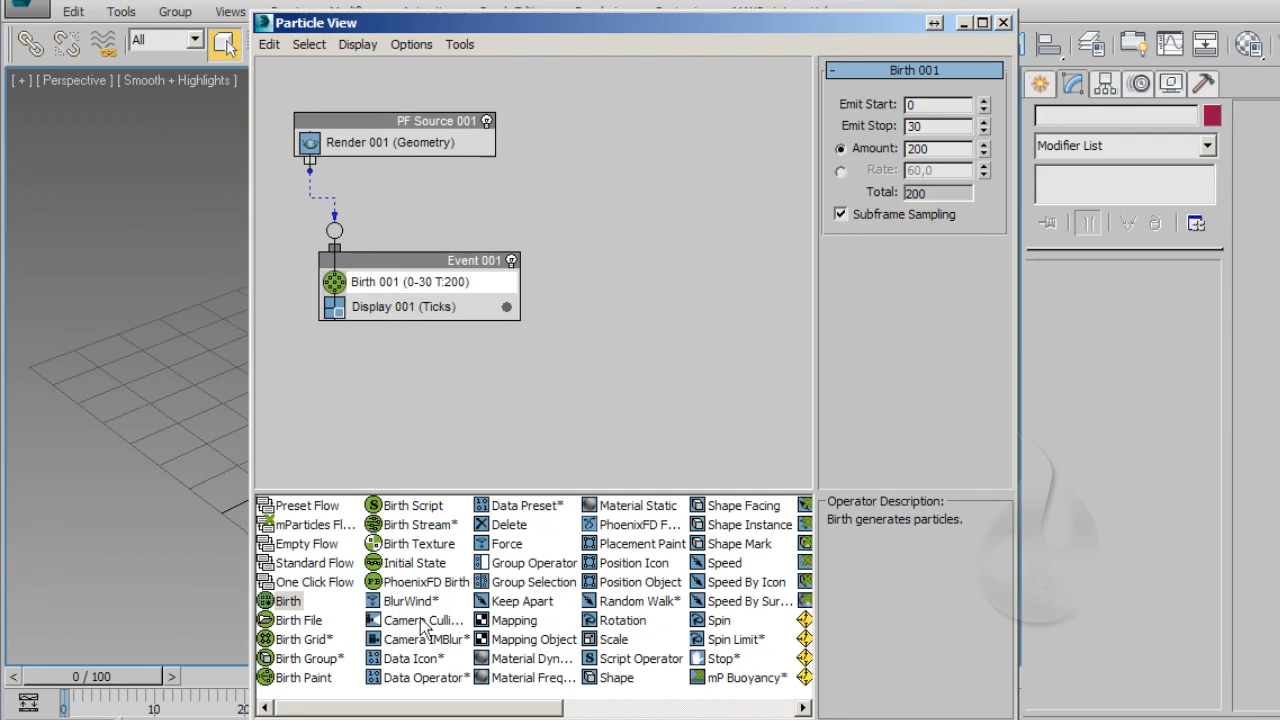 Particle View
Edit
Group
Views
Tools
Edit Select Display Options Tools
All
[ + ] [ Perspective ] [ Smooth + Highlights ]
PF Source 001
Render 001 (Geometry)
Event 001
Birth 001 (0-30 T:200)
Display 001 (Ticks)
- Birth 001
Emit Start: 0
Emit Stop: 30
Amount: 200
Rate: 60,0
Total: 200
Subframe Sampling
Modifier List
Preset Flow Birth Script Data Preset* Material Static Shape Facing
mParticles Fl... Birth Stream* Delete PhoenixFD F... Shape Instance
Empty Flow Birth Texture Force Placement Paint Shape Mark
Standard Flow Initial State Group Operator Position Icon Speed
One Click Flow PhoenixFD Birth Group Selection Position Object Speed By Icon
Birth BlurWind* Keep Apart Random Walk* Speed By Sur...
Birth File Camera Culli... Mapping Rotation Spin
Birth Grid* Camera IMBlur* Mapping Object Scale Spin Limit*
Birth Group* Data Icon* Material Dyn... Script Operator Stop*
Birth Paint Data Operator* Material Freq... Shape mP Buoyancy*
Operator Description:
Birth generates particles.
< 0 / 100 >
0 10